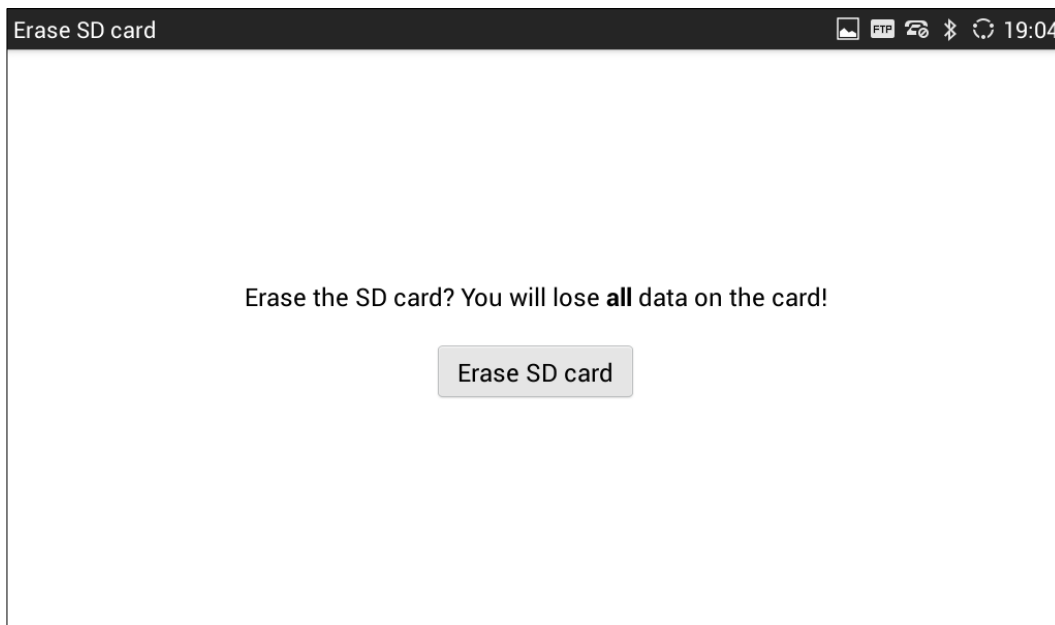 Erase SD card
FTP 19:04
Erase the SD card? You will lose all data on the card!
Erase SD card